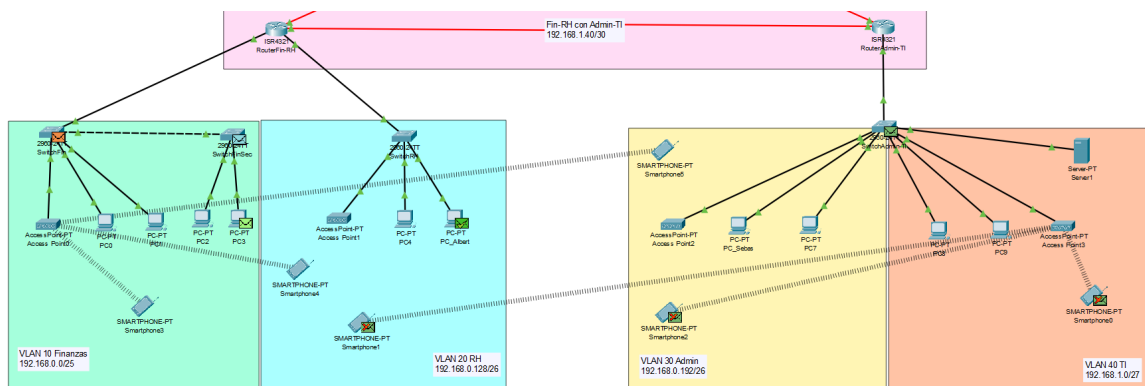 Fin-RH con Admin-TI
192.168.1.40/30
ISR4321
RouterFin-RH
ISR4321
RouterAdmin-TI
SwitchFin
SwitchFinSec
2960-24TT
SwitchRH
SwitchAdmin-TI
SMARTPHONE-PT
Smartphone5
Server-PT
Server1
AccessPoint-PT
Access Point0
PC-PT
PC0
PC-PT
PC1
PC-PT
PC2
PC-PT
PC3
AccessPoint-PT
Access Point1
PC-PT
PC4
PC-PT
PC_Albert
AccessPoint-PT
Access Point2
PC-PT
PC_Sebas
PC-PT
PC7
PC-PT
PC8
PC-PT
PC9
AccessPoint-PT
Access Point3
SMARTPHONE-PT
Smartphone4
SMARTPHONE-PT
Smartphone3
SMARTPHONE-PT
Smartphone1
SMARTPHONE-PT
Smartphone2
SMARTPHONE-PT
Smartphone0
VLAN 10 Finanzas
192.168.0.0/25
VLAN 20 RH
192.168.0.128/26
VLAN 30 Admin
192.168.0.192/26
VLAN 40 TI
192.168.1.0/27